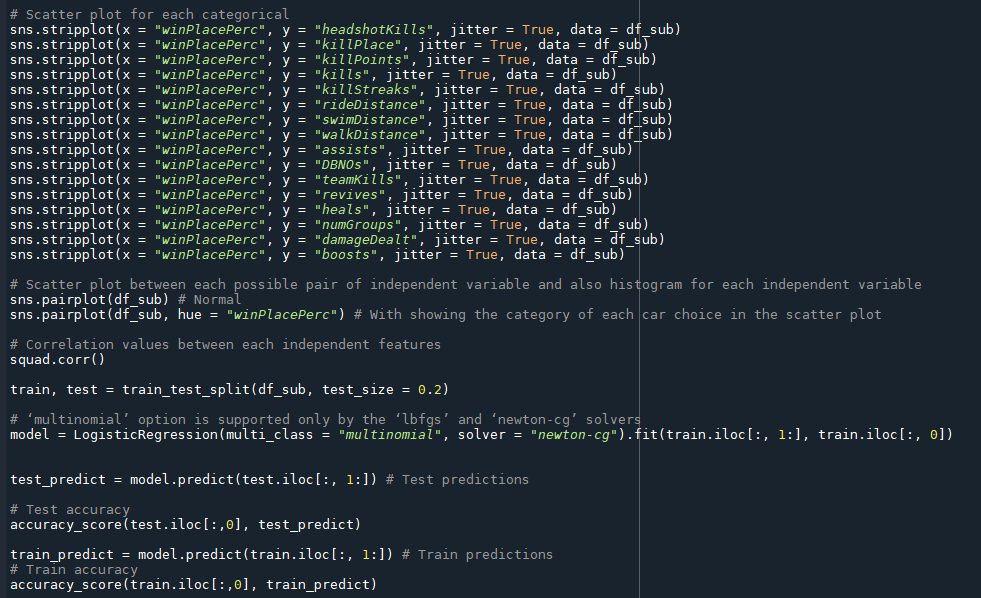 # Scatter plot for each categorical
sns.stripplot(x = "winPlacePerc", y = "headshotKills", jitter = True, data = df_sub)
sns.stripplot(x = "winPlacePerc", y = "killPlace", jitter = True, data = df_sub)
sns.stripplot(x = "winPlacePerc", y = "killPoints", jitter = True, data = df_sub)
sns.stripplot(x = "winPlacePerc", y = "kills", jitter = True, data = df_sub)
sns.stripplot(x = "winPlacePerc", y = "killStreaks", jitter = True, data = df_sub)
sns.stripplot(x = "winPlacePerc", y = "rideDistance", jitter = True, data = df_sub)
sns.stripplot(x = "winPlacePerc", y = "swimDistance", jitter = True, data = df_sub)
sns.stripplot(x = "winPlacePerc", y = "walkDistance", jitter = True, data = df_sub)
sns.stripplot(x = "winPlacePerc", y = "assists", jitter = True, data = df_sub)
sns.stripplot(x = "winPlacePerc", y = "DBNOs", jitter = True, data = df_sub)
sns.stripplot(x = "winPlacePerc", y = "teamKills", jitter = True, data = df_sub)
sns.stripplot(x = "winPlacePerc", y = "revives", jitter = True, data = df_sub)
sns.stripplot(x = "winPlacePerc", y = "heals", jitter = True, data = df_sub)
sns.stripplot(x = "winPlacePerc", y = "numGroups", jitter = True, data = df_sub)
sns.stripplot(x = "winPlacePerc", y = "damageDealt", jitter = True, data = df_sub)
sns.stripplot(x = "winPlacePerc", y = "boosts", jitter = True, data = df_sub)
# Scatter plot between each possible pair of independent variable and also histogram for each independent variable
sns.pairplot(df_sub) # Normal
sns.pairplot(df_sub, hue = "winPlacePerc") # With showing the category of each car choice in the scatter plot
# Correlation values between each independent features
squad.corr()
train, test = train_test_split(df_sub, test_size = 0.2)
# ‘multinomial’ option is supported only by the ‘lbfgs’ and ‘newton-cg’ solvers
model = LogisticRegression(multi_class = "multinomial", solver = "newton-cg").fit(train.iloc[:, 1:], train.iloc[:, 0])
test_predict = model.predict(test.iloc[:, 1:]) # Test predictions
# Test accuracy
accuracy_score(test.iloc[:,0], test_predict)
train_predict = model.predict(train.iloc[:, 1:]) # Train predictions
# Train accuracy
accuracy_score(train.iloc[:,0], train_predict)